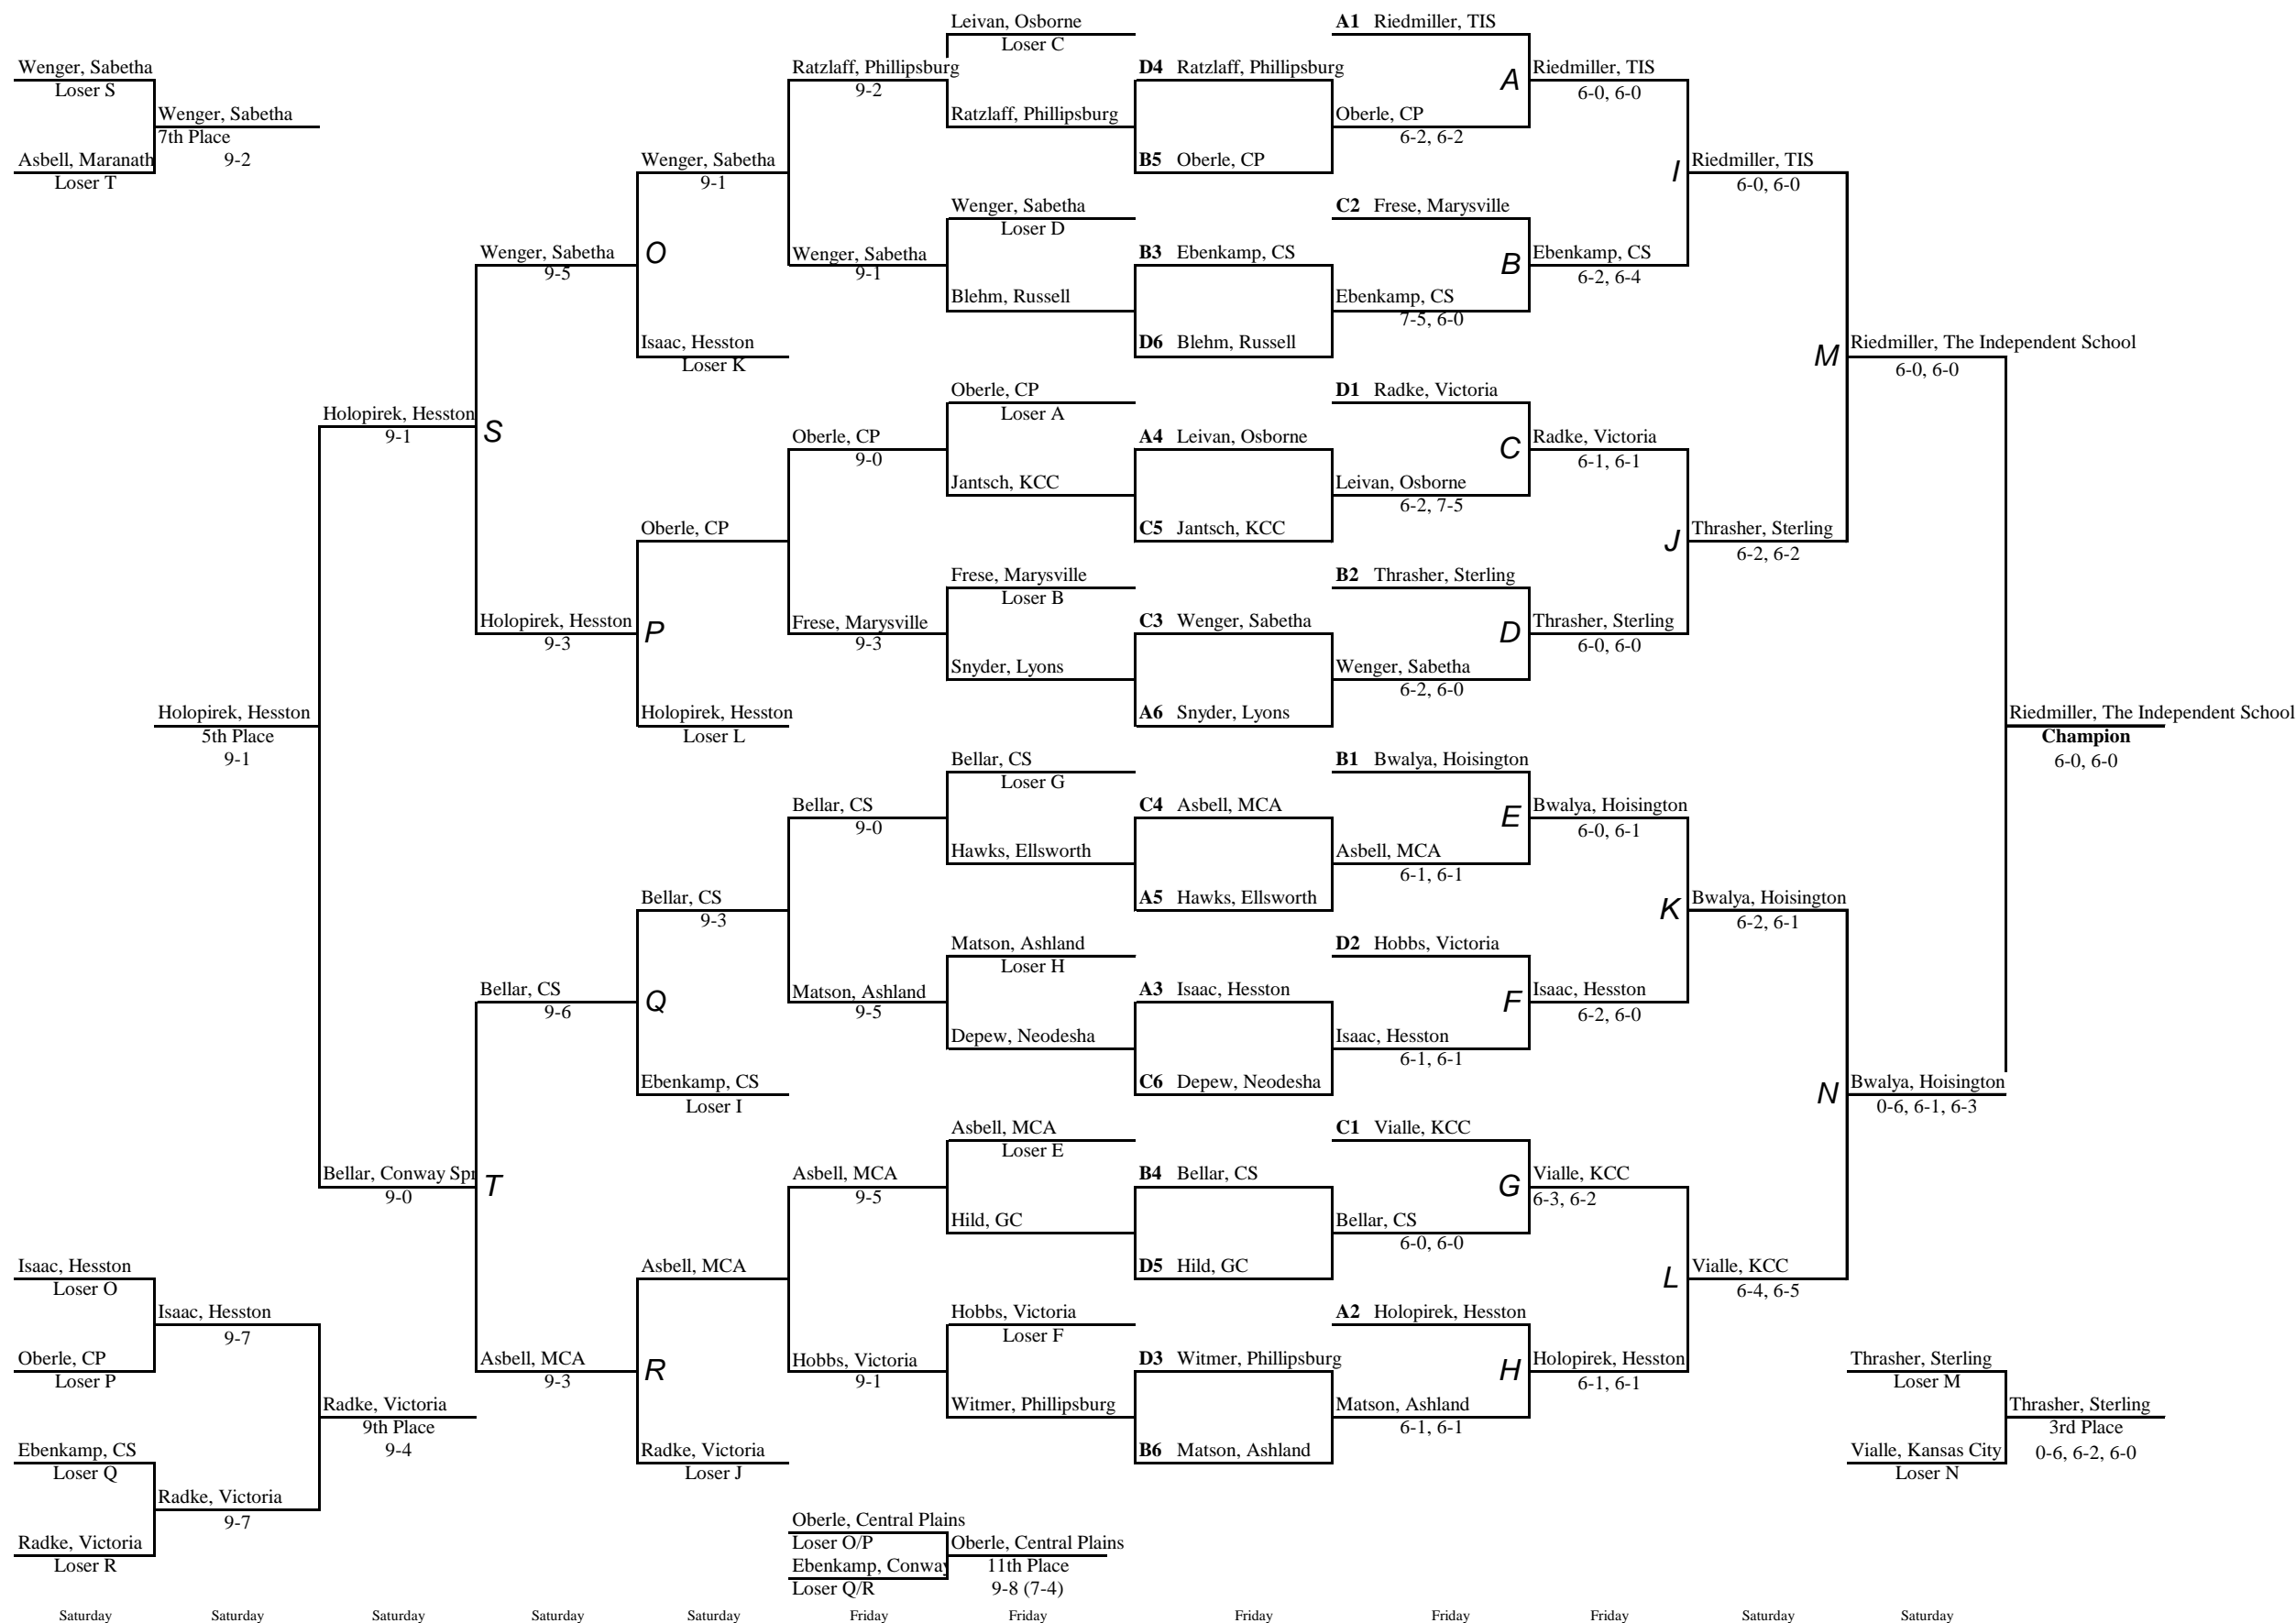 Leivan, Osborne
A1 Riedmiller, TIS
Loser C
Wenger, Sabetha
Ratzlaff, Phillipsburg
D4 Ratzlaff, Phillipsburg
A
Riedmiller, TIS
Loser S
9-2
6-0, 6-0
Wenger, Sabetha
Ratzlaff, Phillipsburg
Oberle, CP
7th Place
6-2, 6-2
Asbell, Maranath
9-2
Wenger, Sabetha
B5 Oberle, CP
I
Riedmiller, TIS
Loser T
9-1
6-0, 6-0
Wenger, Sabetha
C2 Frese, Marysville
Loser D
Wenger, Sabetha
O
Wenger, Sabetha
B3 Ebenkamp, CS
B
Ebenkamp, CS
9-5
9-1
6-2, 6-4
Blehm, Russell
Ebenkamp, CS
7-5, 6-0
Isaac, Hesston
D6 Blehm, Russell
M
Riedmiller, The Independent School
Loser K
6-0, 6-0
Oberle, CP
D1 Radke, Victoria
Holopirek, Hesston
Loser A
9-1
S
Oberle, CP
A4 Leivan, Osborne
C
Radke, Victoria
9-0
6-1, 6-1
Jantsch, KCC
Leivan, Osborne
6-2, 7-5
Oberle, CP
C5 Jantsch, KCC
J
Thrasher, Sterling
6-2, 6-2
Frese, Marysville
B2 Thrasher, Sterling
Loser B
Holopirek, Hesston
P
Frese, Marysville
C3 Wenger, Sabetha
D
Thrasher, Sterling
9-3
9-3
6-0, 6-0
Snyder, Lyons
Wenger, Sabetha
6-2, 6-0
Holopirek, Hesston
Holopirek, Hesston
A6 Snyder, Lyons
Riedmiller, The Independent School
5th Place
Loser L
Champion
9-1
6-0, 6-0
Bellar, CS
B1 Bwalya, Hoisington
Loser G
Bellar, CS
C4 Asbell, MCA
E
Bwalya, Hoisington
9-0
6-0, 6-1
Hawks, Ellsworth
Asbell, MCA
6-1, 6-1
Bellar, CS
A5 Hawks, Ellsworth
K
Bwalya, Hoisington
9-3
6-2, 6-1
Matson, Ashland
D2 Hobbs, Victoria
Loser H
Bellar, CS
Q
Matson, Ashland
A3 Isaac, Hesston
F
Isaac, Hesston
9-6
9-5
6-2, 6-0
Depew, Neodesha
Isaac, Hesston
6-1, 6-1
Ebenkamp, CS
C6 Depew, Neodesha
N
Bwalya, Hoisington
Loser I
0-6, 6-1, 6-3
Asbell, MCA
C1 Vialle, KCC
Loser E
Bellar, Conway Spr
T
Asbell, MCA
B4 Bellar, CS
G
Vialle, KCC
9-0
9-5
6-3, 6-2
Hild, GC
Bellar, CS
6-0, 6-0
Isaac, Hesston
Asbell, MCA
D5 Hild, GC
L
Vialle, KCC
Loser O
6-4, 6-5
Isaac, Hesston
Hobbs, Victoria
A2 Holopirek, Hesston
9-7
Loser F
Oberle, CP
Asbell, MCA
R
Hobbs, Victoria
D3 Witmer, Phillipsburg
H
Holopirek, Hesston
Thrasher, Sterling
Loser P
9-3
9-1
6-1, 6-1
Loser M
Radke, Victoria
Witmer, Phillipsburg
Matson, Ashland
Thrasher, Sterling
9th Place
6-1, 6-1
3rd Place
Ebenkamp, CS
9-4
Radke, Victoria
B6 Matson, Ashland
Vialle, Kansas City
0-6, 6-2, 6-0
Loser Q
Loser J
Loser N
Radke, Victoria
9-7
Oberle, Central Plains
Radke, Victoria
Loser O/P
Oberle, Central Plains
Loser R
Ebenkamp, Conway
11th Place
Loser Q/R
9-8 (7-4)
Saturday Saturday Saturday Saturday Saturday Friday Friday Friday Friday Friday Saturday Saturday